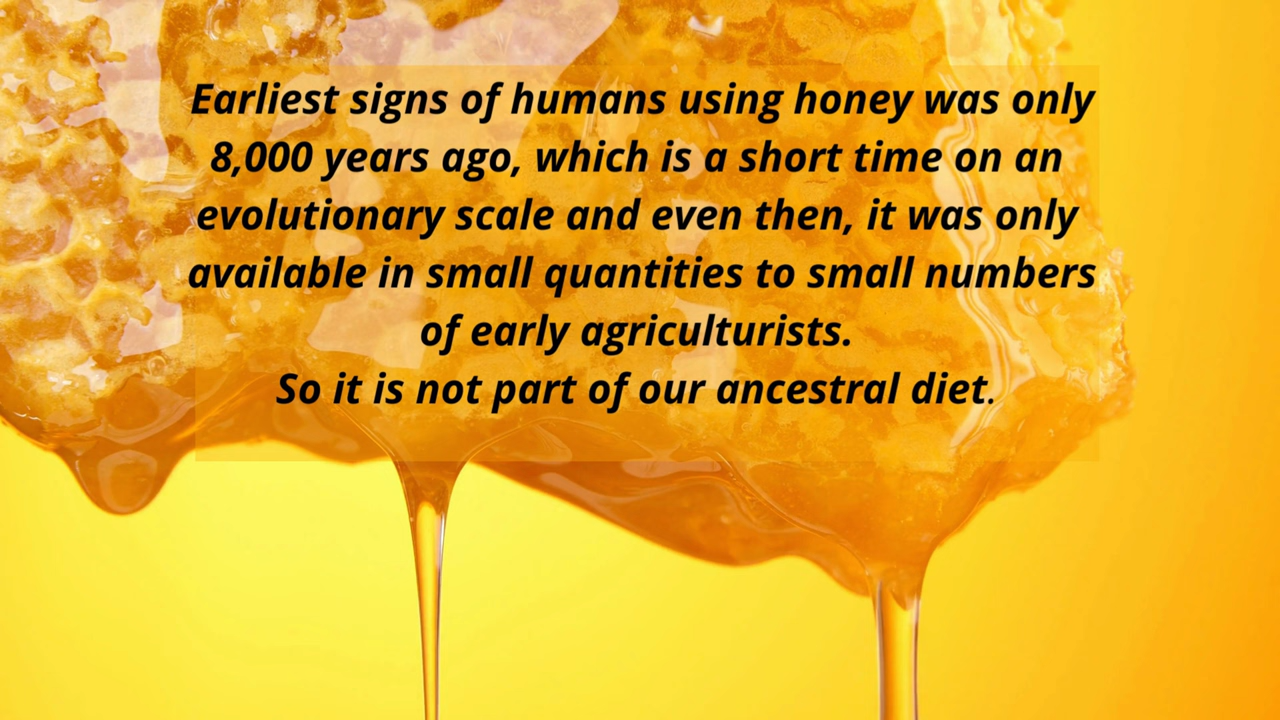 Earliest signs of humans using honey was only
8,000 years ago, which is a short time on an
evolutionary scale and even then, it was only
available in small quantities to small numbers
of early agriculturists.
So it is not part of our ancestral diet.